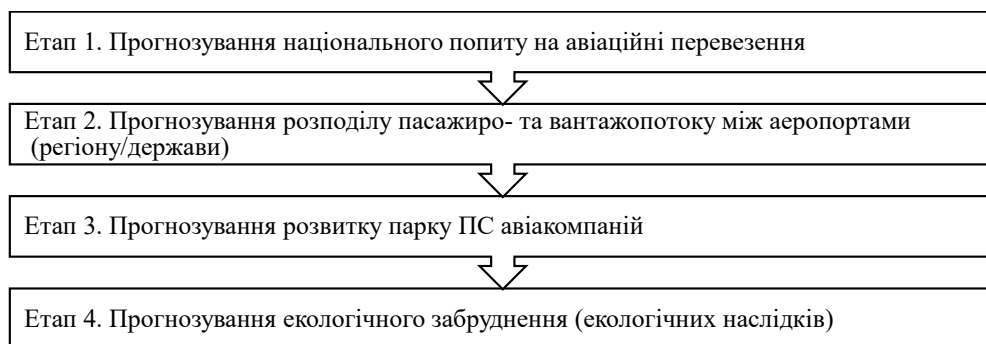 Етап 1. Прогнозування національного попиту на авіаційні перевезення
Етап 2. Прогнозування розподілу пасажиро- та вантажопотоку між аеропортами
(регіону/держави)
Етап 3. Прогнозування розвитку парку ПС авіакомпаній
Етап 4. Прогнозування екологічного забруднення (екологічних наслідків)